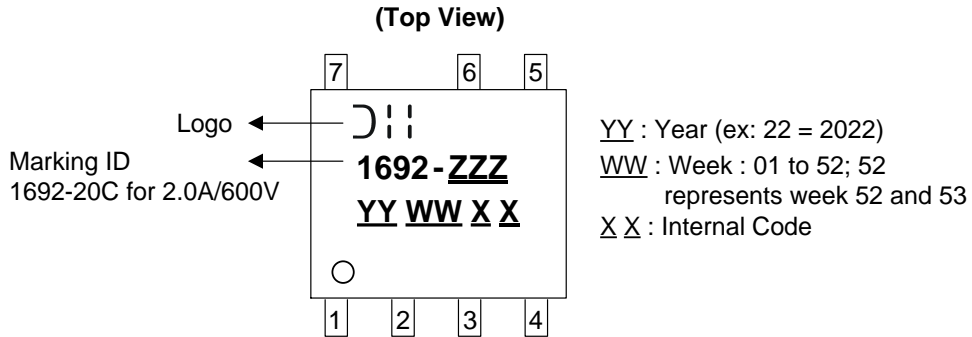 (Top View)
7 6 5
Logo
Marking ID
1692-20C for 2.0A/600V
1692-ZZZ
YY WW X X
1 2 3 4
YY : Year (ex: 22 = 2022)
WW : Week : 01 to 52; 52
represents week 52 and 53
X X : Internal Code